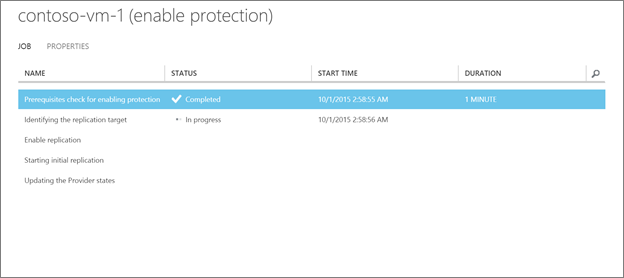 contoso-vm-1 (enable protection)
JOB PROPERTIES
NAME STATUS START TIME DURATION
Prerequisites check for enabling protection Completed 10/1/2015 2:58:55 AM 1 MINUTE
Identifying the replication target In progress 10/1/2015 2:58:56 AM
Enable replication
Starting initial replication
Updating the Provider states